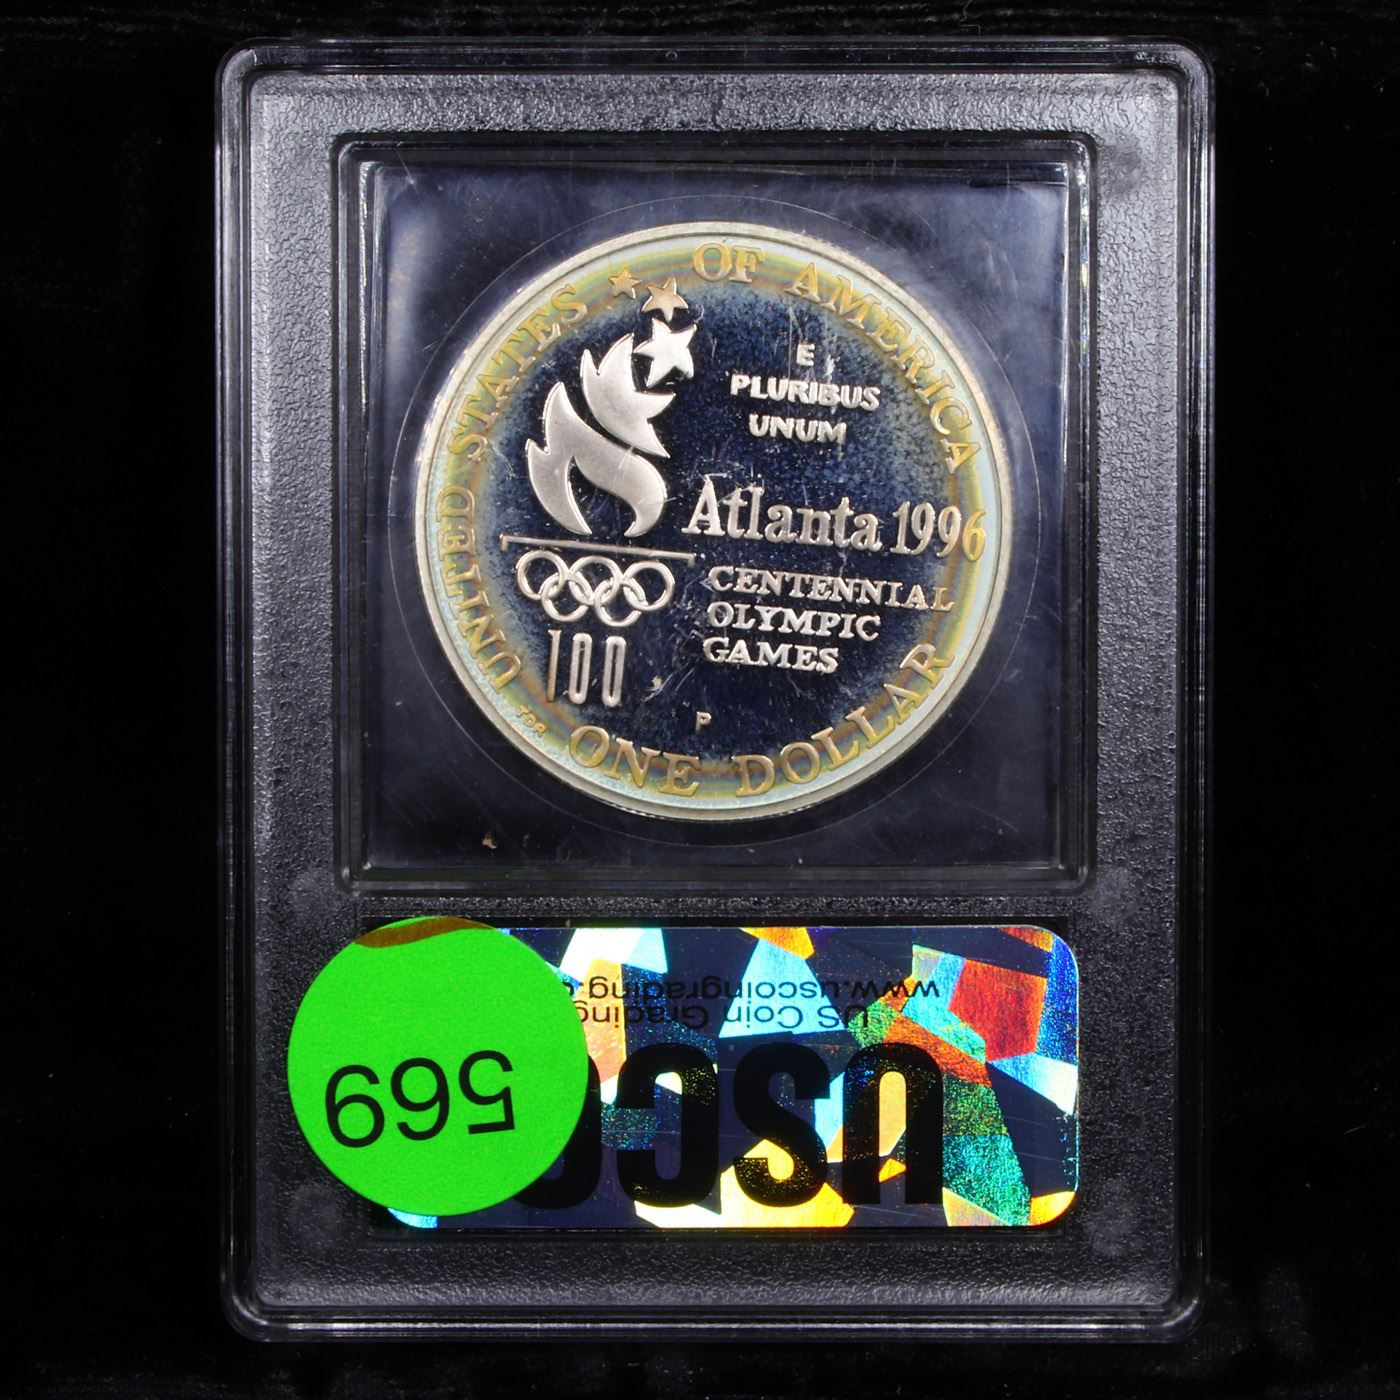 UNITED STATES OF AMERICA
E
PLURIBUS
UNUM
Atlanta 1996
CENTENNIAL
OLYMPIC
GAMES
100
P
TDR
ONE DOLLAR
569
USCG
US Coin Grading
www.uscoingrading.c